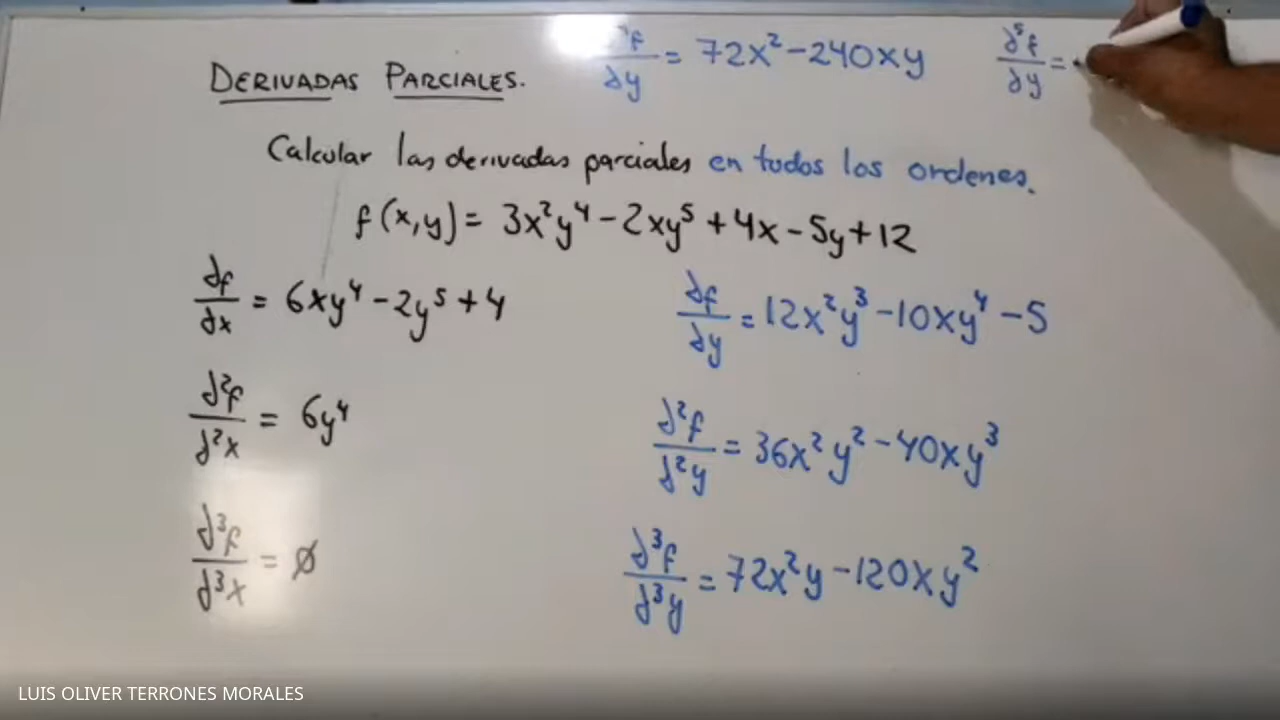 ∂⁴f/∂y = 72x² - 240xy
∂⁵f/∂y =
DERIVADAS PARCIALES.
Calcular las derivadas parciales en todos los ordenes.
f(x,y) = 3x²y⁴ - 2xy⁵ + 4x - 5y + 12
∂f/∂x = 6xy⁴ - 2y⁵ + 4
∂f/∂y = 12x²y³ - 10xy⁴ - 5
∂²f/∂²x = 6y⁴
∂²f/∂²y = 36x²y² - 40xy³
∂³f/∂³x = ∅
∂³f/∂³y = 72x²y - 120xy²
LUIS OLIVER TERRONES MORALES